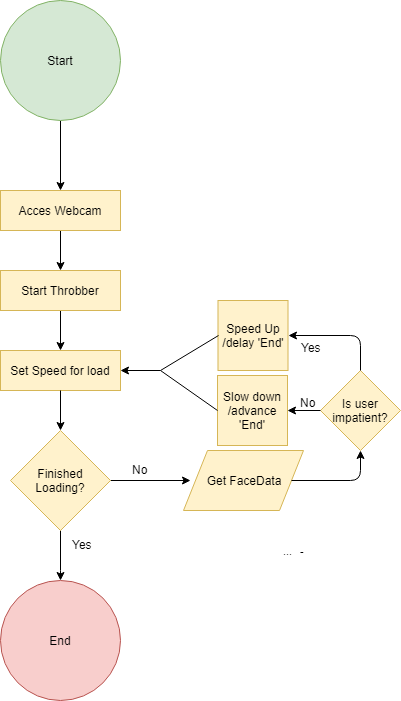 Start
Acces Webcam
Start Throbber
Set Speed for load
Speed Up
/delay 'End'
Yes
Slow down
/advance
'End'
No
Is user
impatient?
Finished
Loading?
No
Get FaceData
Yes
... -
End